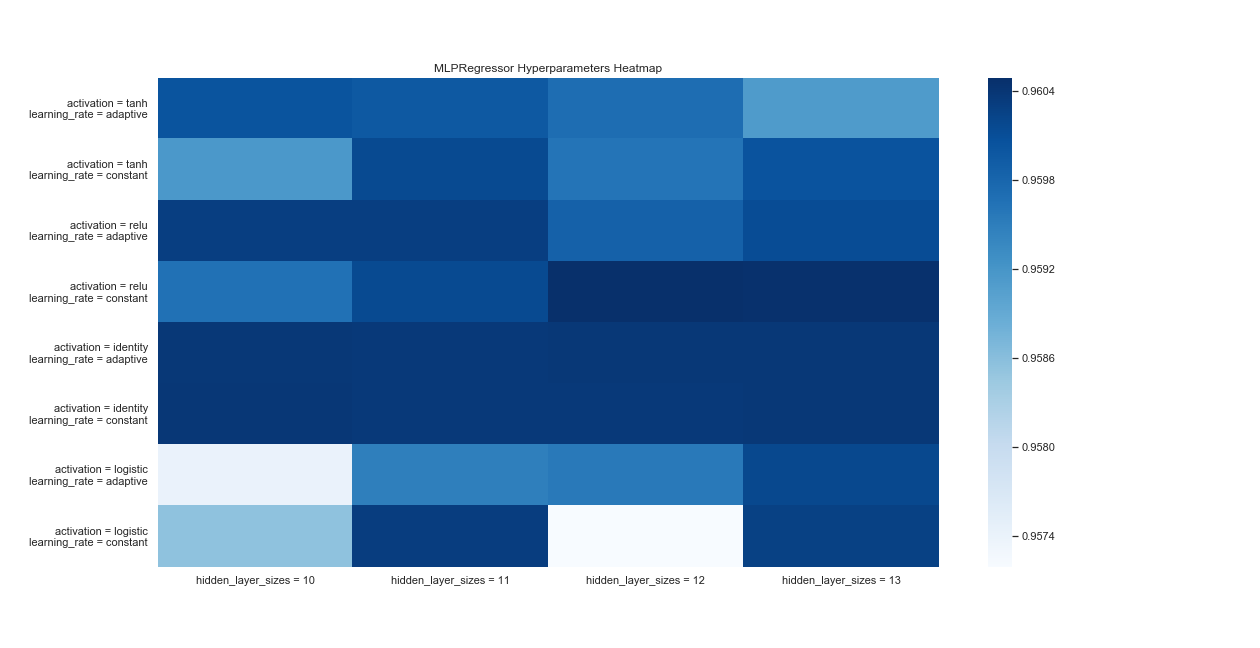 MLPRegressor Hyperparameters Heatmap
activation = tanh
learning_rate = adaptive
activation = tanh
learning_rate = constant
activation = relu
learning_rate = adaptive
activation = relu
learning_rate = constant
activation = identity
learning_rate = adaptive
activation = identity
learning_rate = constant
activation = logistic
learning_rate = adaptive
activation = logistic
learning_rate = constant
hidden_layer_sizes = 10
hidden_layer_sizes = 11
hidden_layer_sizes = 12
hidden_layer_sizes = 13
0.9604
0.9598
0.9592
0.9586
0.9580
0.9574